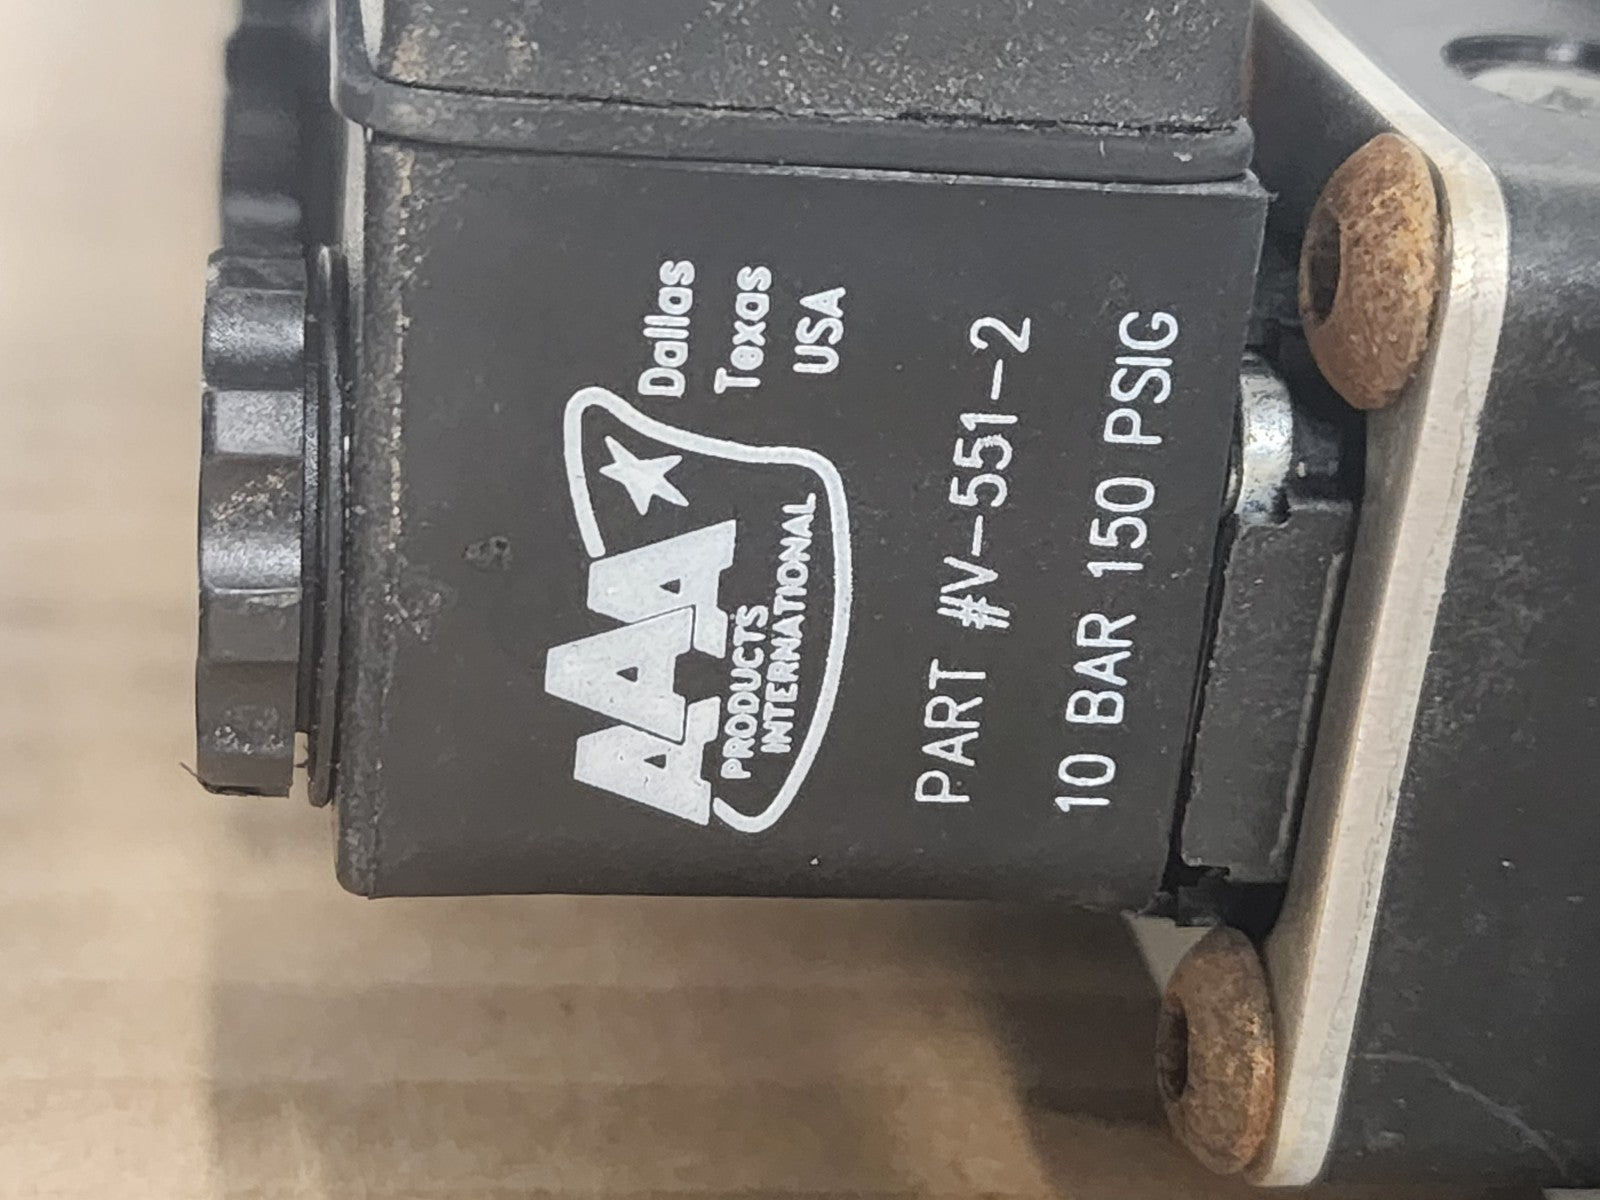 AAA
PRODUCTS
INTERNATIONAL
Dallas
Texas
USA
PART #V-551-2
10 BAR 150 PSIG